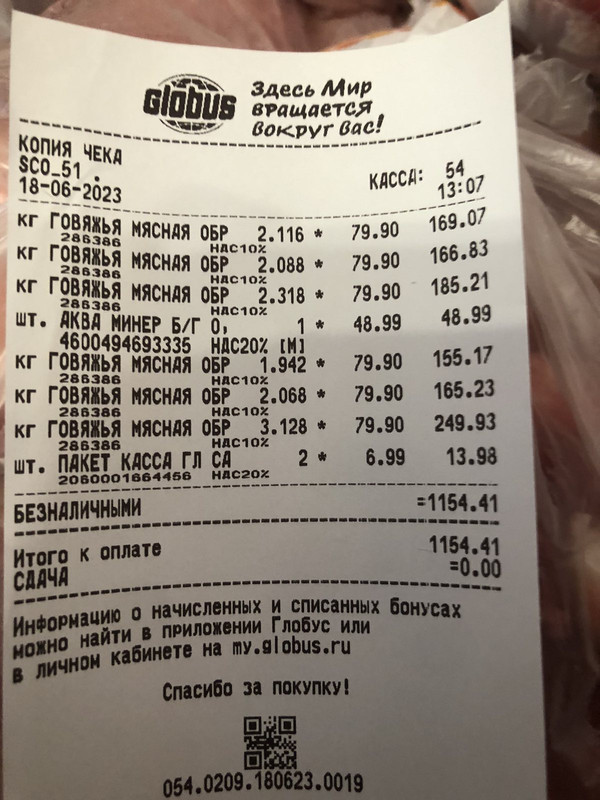 Globus
Здесь Мир
вращается
вокруг Вас!
КОПИЯ ЧЕКА
SCO_51 .
КАССА: 54
18-06-2023 13:07
кг ГОВЯЖЬЯ МЯСНАЯ ОБР 2.116 * 79.90 169.07
286386 НДС10%
кг ГОВЯЖЬЯ МЯСНАЯ ОБР 2.088 * 79.90 166.83
286386 НДС10%
кг ГОВЯЖЬЯ МЯСНАЯ ОБР 2.318 * 79.90 185.21
286386 НДС10%
шт. АКВА МИНЕР Б/Г 0, 1 * 48.99 48.99
4600494693335 НДС20% [М]
кг ГОВЯЖЬЯ МЯСНАЯ ОБР 1.942 * 79.90 155.17
286386 НДС10%
кг ГОВЯЖЬЯ МЯСНАЯ ОБР 2.068 * 79.90 165.23
286386 НДС10%
кг ГОВЯЖЬЯ МЯСНАЯ ОБР 3.128 * 79.90 249.93
286386 НДС10%
шт. ПАКЕТ КАССА ГЛ СА 2 * 6.99 13.98
2060001664456 НДС20%
БЕЗНАЛИЧНЫМИ =1154.41
Итого к оплате 1154.41
СДАЧА =0.00
Информацию о начисленных и списанных бонусах
можно найти в приложении Глобус или
в личном кабинете на my.globus.ru
Спасибо за покупку!
054.0209.180623.0019